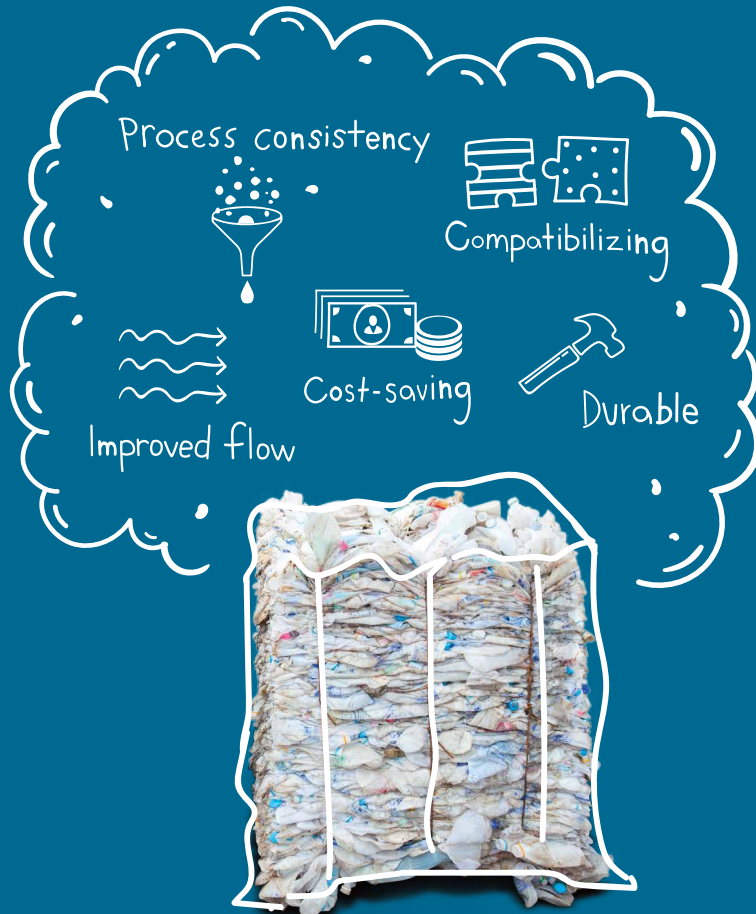 Process consistency
Compatibilizing
Cost-saving
Durable
Improved flow